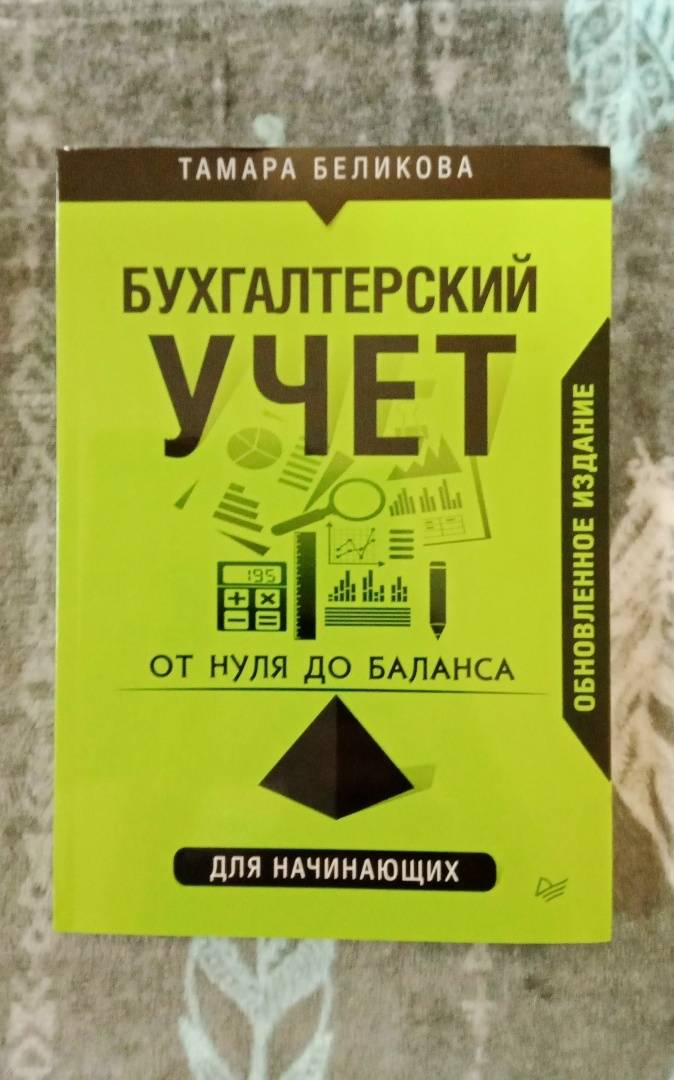 ТАМАРА БЕЛИКОВА
БУХГАЛТЕРСКИЙ
УЧЕТ
195
ОТ НУЛЯ ДО БАЛАНСА
ДЛЯ НАЧИНАЮЩИХ
ОБНОВЛЕННОЕ ИЗДАНИЕ